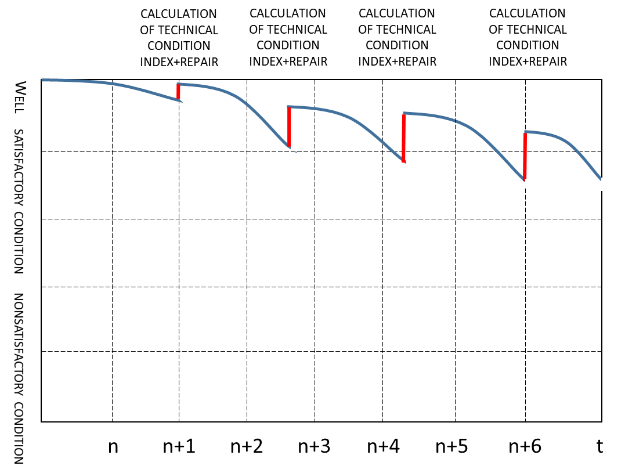 CALCULATION
OF TECHNICAL
CONDITION
INDEX+REPAIR
CALCULATION
OF TECHNICAL
CONDITION
INDEX+REPAIR
CALCULATION
OF TECHNICAL
CONDITION
INDEX+REPAIR
CALCULATION
OF TECHNICAL
CONDITION
INDEX+REPAIR
WELL
SATISFACTORY CONDITION
NONSATISFACTORY CONDITION
n n+1 n+2 n+3 n+4 n+5 n+6 t